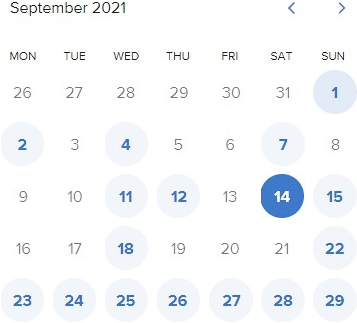 September 2021
MON TUE WED THU FRI SAT SUN
26 27 28 29 30 31 1
2 3 4 5 6 7 8
9 10 11 12 13 14 15
16 17 18 19 20 21 22
23 24 25 26 27 28 29